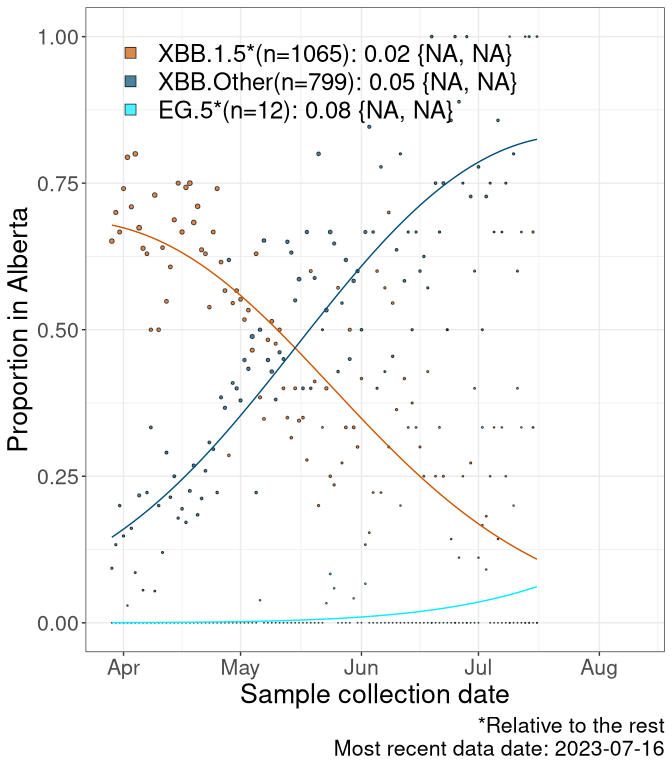 XBB.1.5*(n=1065): 0.02 {NA, NA}
XBB.Other(n=799): 0.05 {NA, NA}
EG.5*(n=12): 0.08 {NA, NA}
1.00
0.75
0.50
0.25
0.00
Proportion in Alberta
Apr May Jun Jul Aug
Sample collection date
*Relative to the rest
Most recent data date: 2023-07-16